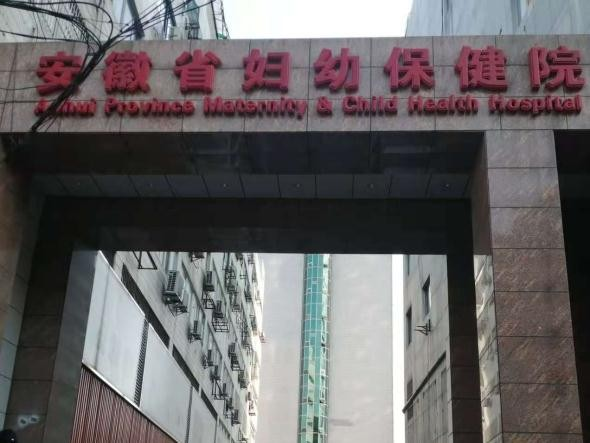 安徽省妇幼保健院
Anhui Province Maternity & Child Health Hospital